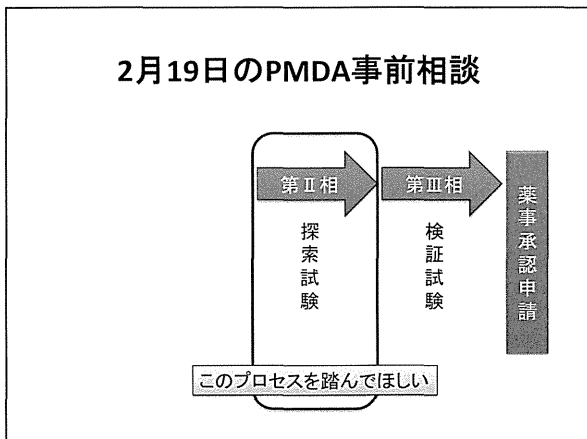 2月19日のPMDA事前相談
第Ⅱ相
第Ⅲ相
探索試験
検証試験
薬事承認申請
このプロセスを踏んでほしい